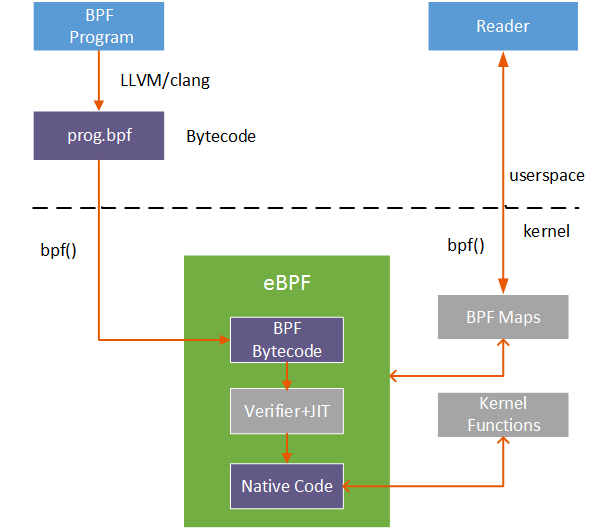 BPF
Program
Reader
LLVM/clang
prog.bpf
Bytecode
userspace
kernel
bpf()
bpf()
eBPF
BPF
Bytecode
BPF Maps
Verifier+JIT
Kernel
Functions
Native Code